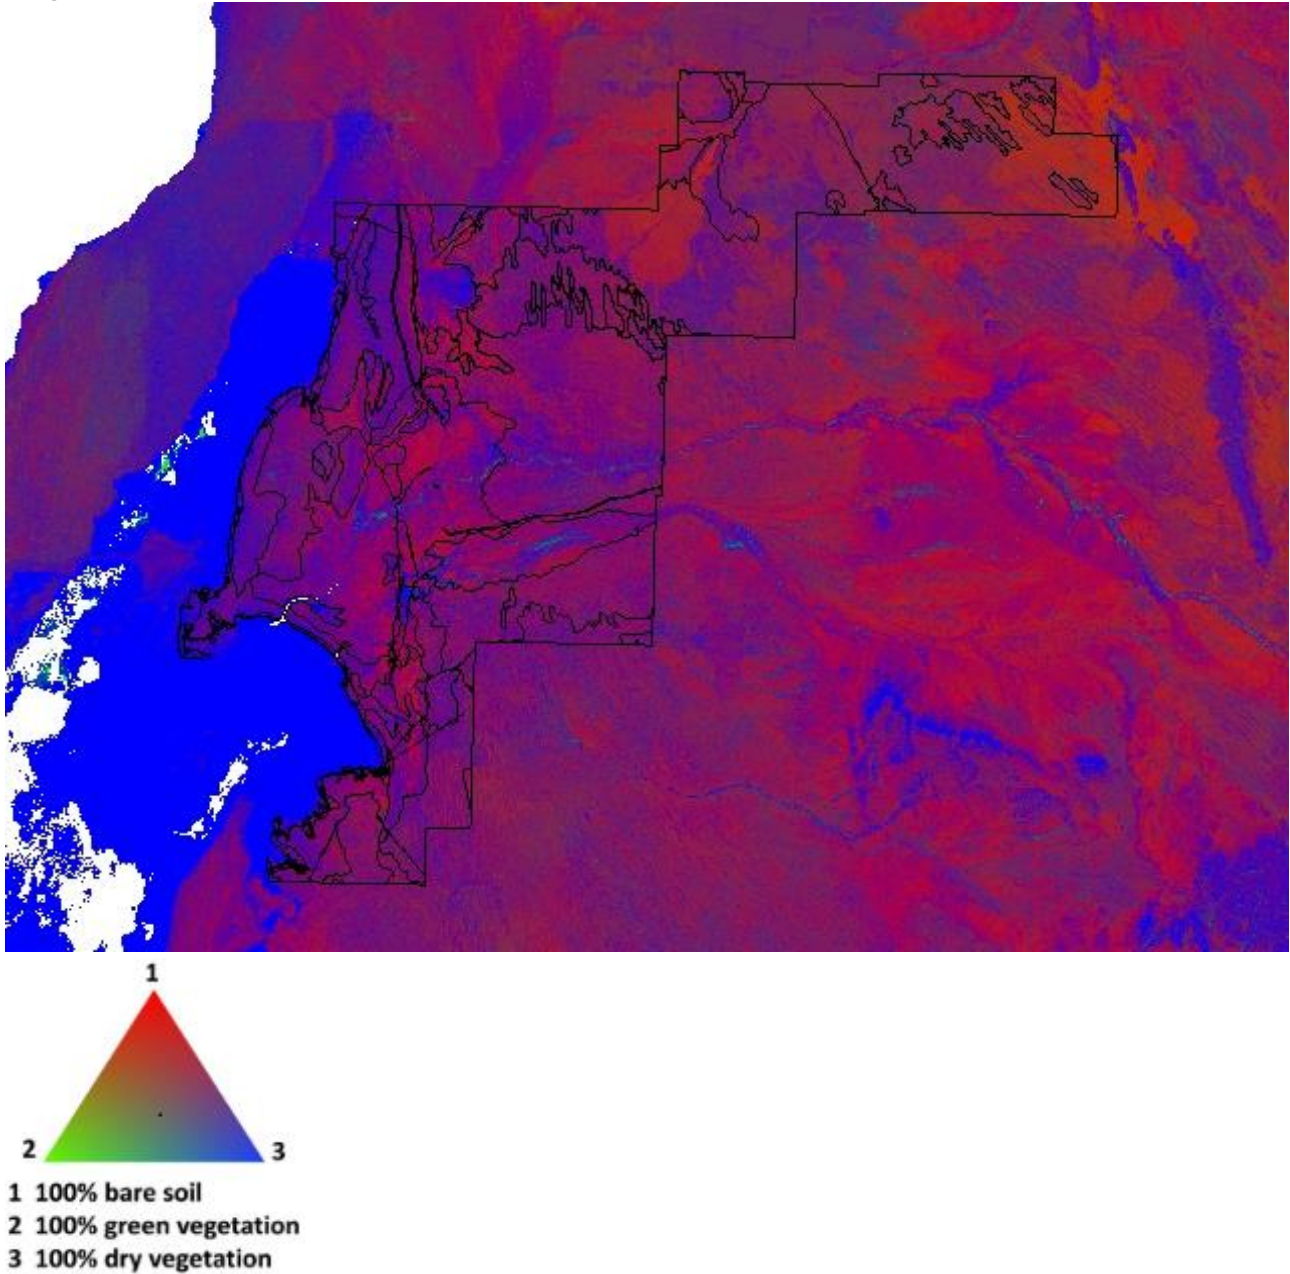 1
2
3
1 100% bare soil
2 100% green vegetation
3 100% dry vegetation